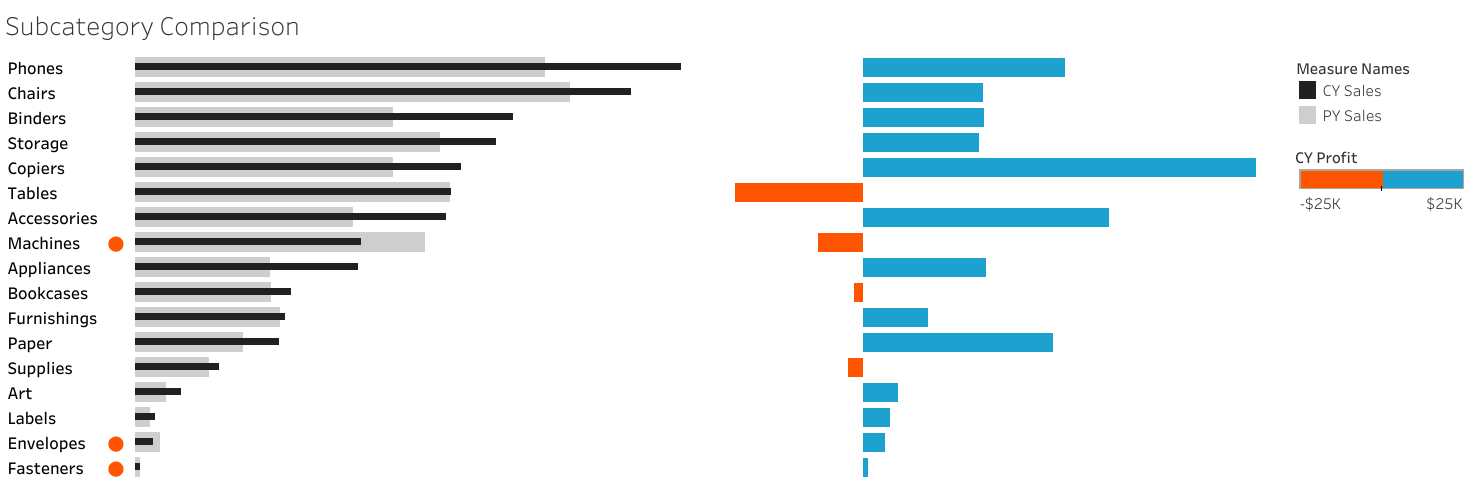 Subcategory Comparison
Phones
Chairs
Binders
Storage
Copiers
Tables
Accessories
Machines
Appliances
Bookcases
Furnishings
Paper
Supplies
Art
Labels
Envelopes
Fasteners
Measure Names
CY Sales
PY Sales
CY Profit
-$25K $25K